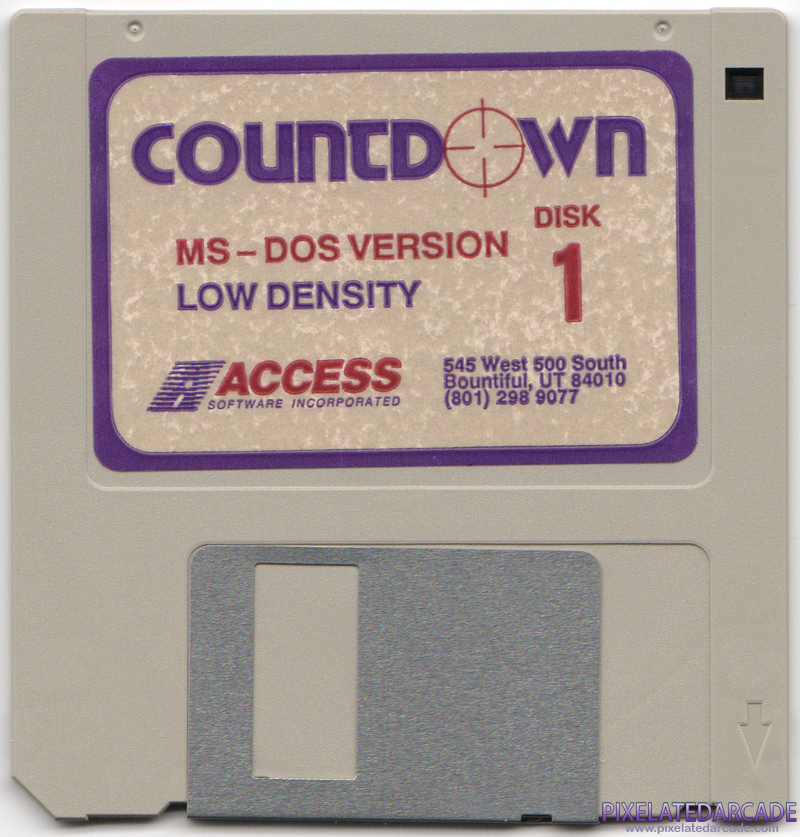 COUNTDOWN
DISK
MS – DOS VERSION
1
LOW DENSITY
ACCESS
SOFTWARE INCORPORATED
545 West 500 South
Bountiful, UT 84010
(801) 298 9077
PIXELATEDARCADE
www.pixelatedarcade.com